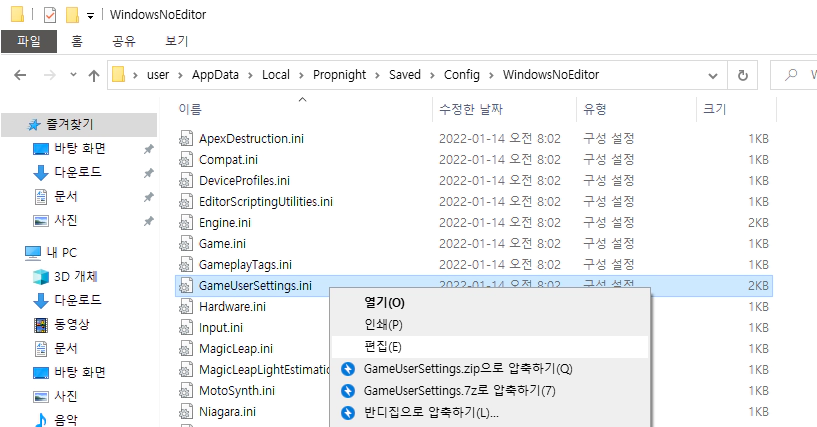 WindowsNoEditor
파일 홈 공유 보기
user > AppData > Local > Propnight > Saved > Config > WindowsNoEditor
이름 수정한 날짜 유형 크기
즐겨찾기
바탕 화면
다운로드
문서
사진
내 PC
3D 개체
다운로드
동영상
문서
바탕 화면
사진
음악
ApexDestruction.ini 2022-01-14 오전 8:02 구성 설정 1KB
Compat.ini 2022-01-14 오전 8:02 구성 설정 1KB
DeviceProfiles.ini 2022-01-14 오전 8:02 구성 설정 1KB
EditorScriptingUtilities.ini 2022-01-14 오전 8:02 구성 설정 1KB
Engine.ini 2022-01-14 오전 8:02 구성 설정 2KB
Game.ini 2022-01-14 오전 8:02 구성 설정 1KB
GameplayTags.ini 2022-01-14 오전 8:02 구성 설정 1KB
GameUserSettings.ini 2022-01-14 오전 8:02 구성 설정 2KB
Hardware.ini 1KB
Input.ini 1KB
MagicLeap.ini 1KB
MagicLeapLightEstimatio 1KB
MotoSynth.ini 1KB
Niagara.ini 1KB
열기(O)
인쇄(P)
편집(E)
GameUserSettings.zip으로 압축하기(Q)
GameUserSettings.7z로 압축하기(7)
반디집으로 압축하기(L)...